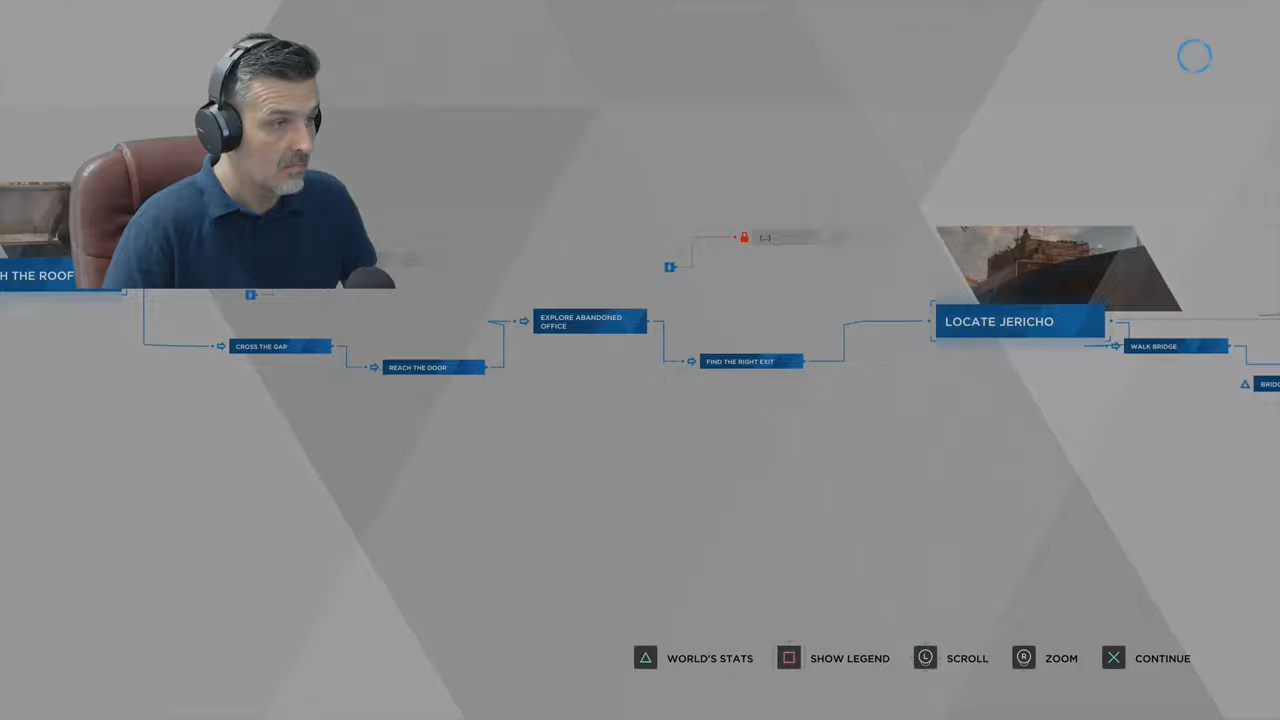 H THE ROOF
CROSS THE GAP
REACH THE DOOR
EXPLORE ABANDONED
OFFICE
[...]
FIND THE RIGHT EXIT
LOCATE JERICHO
WALK BRIDGE
BRIDG
WORLD'S STATS
SHOW LEGEND
L
SCROLL
R
ZOOM
CONTINUE